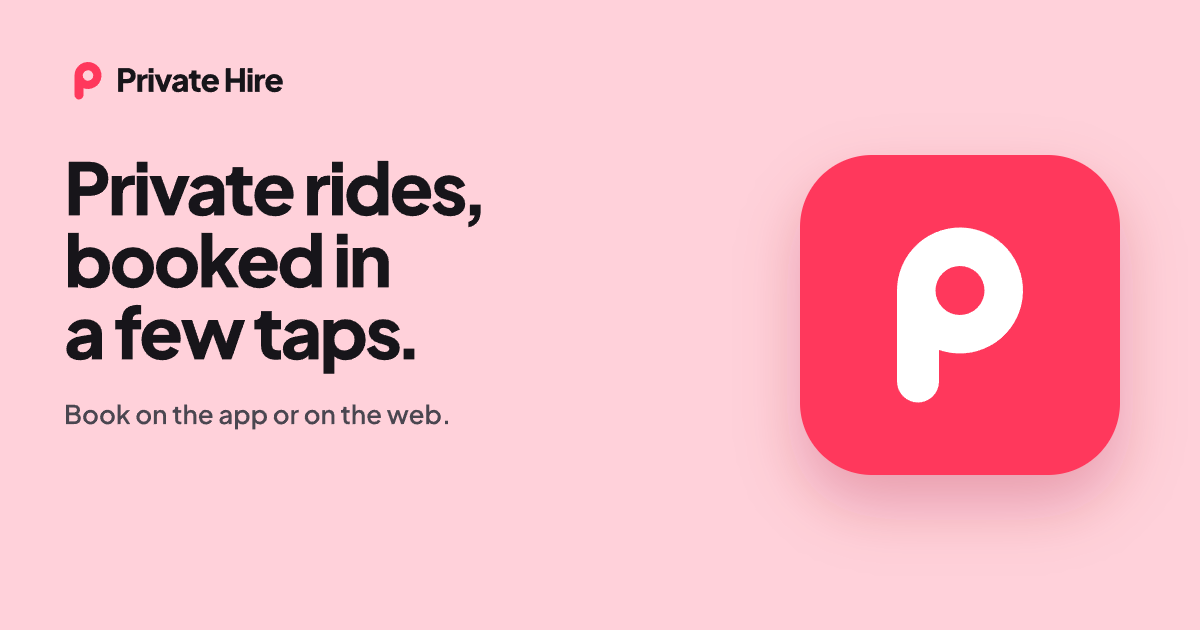 Private Hire
Private rides,
booked in
a few taps.
Book on the app or on the web.